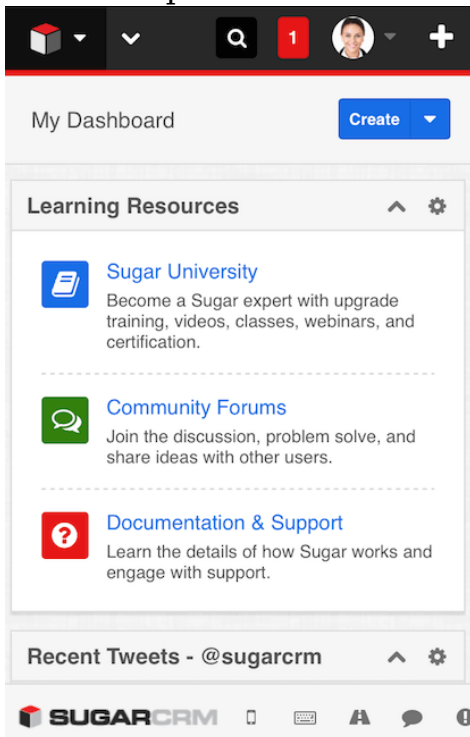 1
My Dashboard
Create
Learning Resources
Sugar University
Become a Sugar expert with upgrade
training, videos, classes, webinars, and
certification.
Community Forums
Join the discussion, problem solve, and
share ideas with other users.
Documentation & Support
Learn the details of how Sugar works and
engage with support.
Recent Tweets - @sugarcrm
SUGARCRM